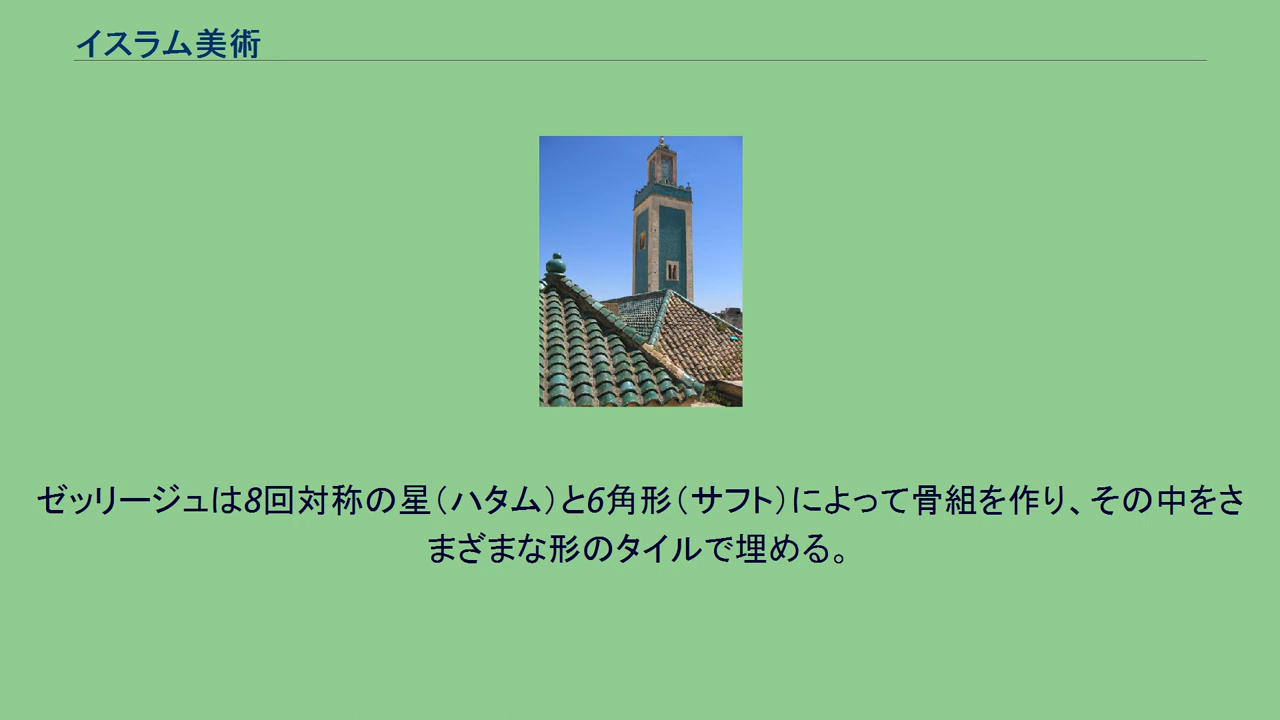 イスラム美術
ゼッリージュは8回対称の星（ハタム）と6角形（サフト）によって骨組を作り、その中をさ
まざまな形のタイルで埋める。